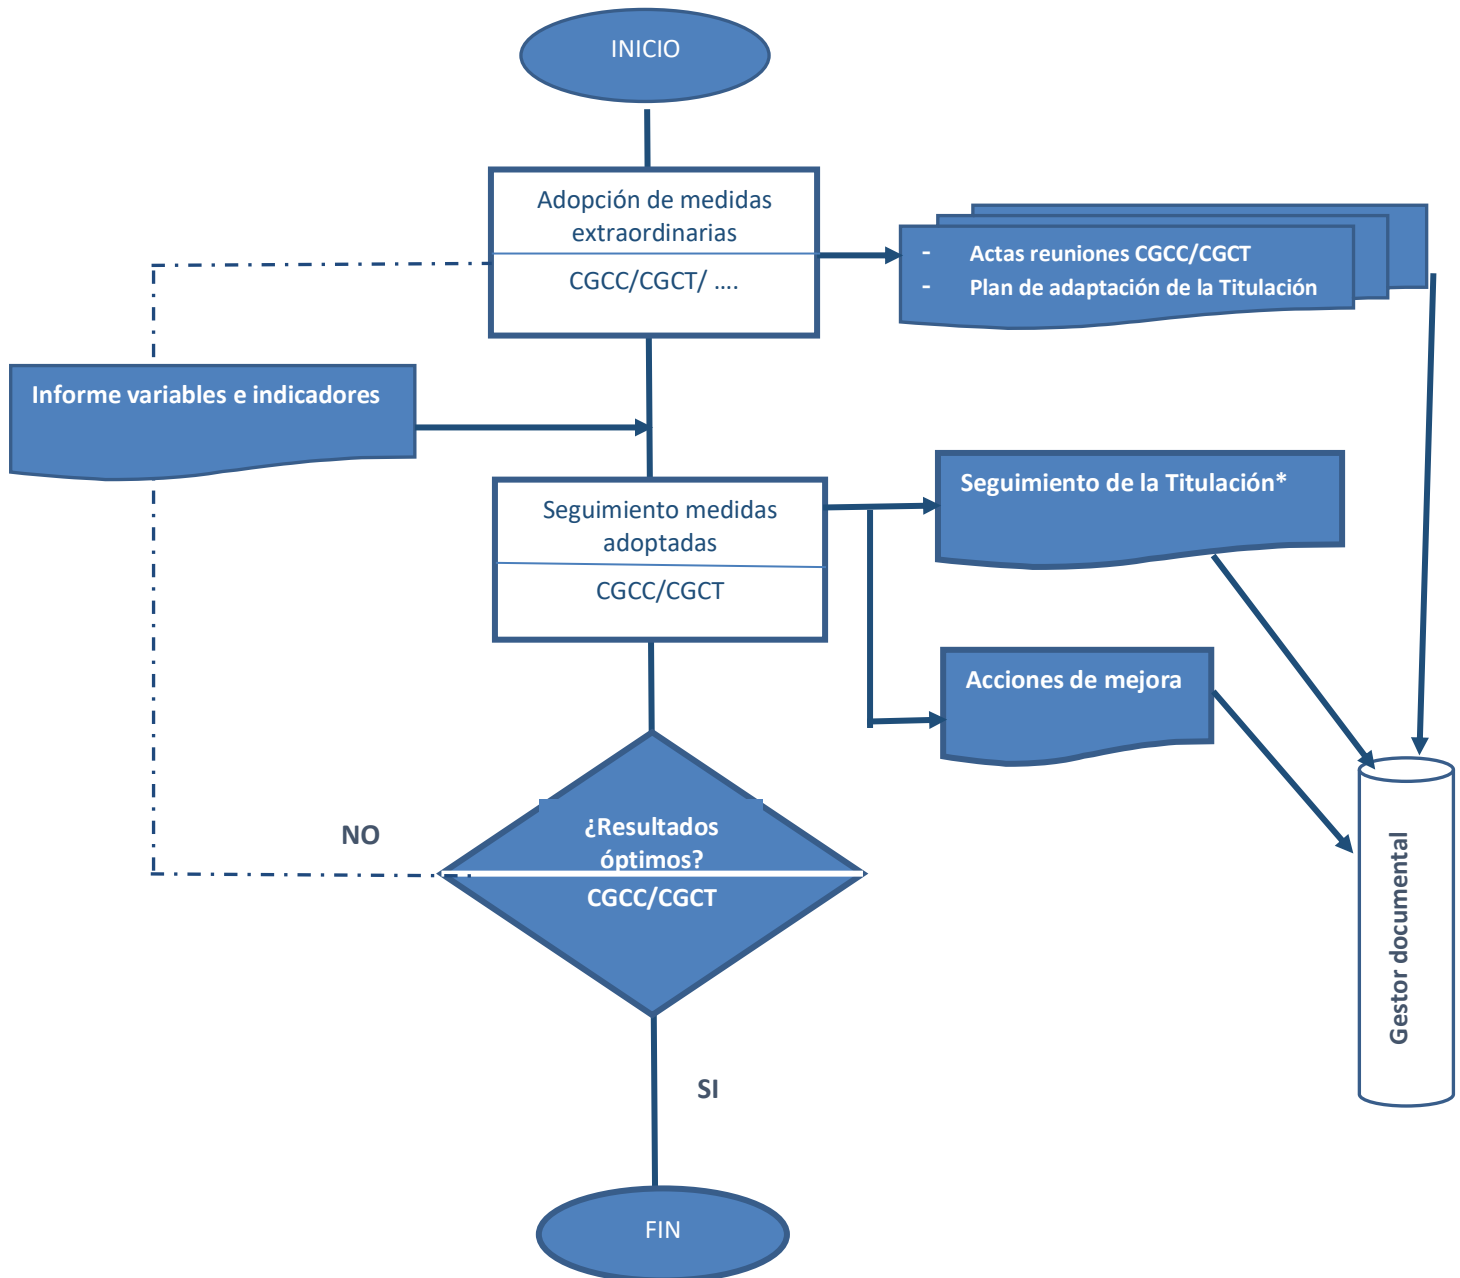 INICIO
Adopción de medidas
extraordinarias
CGCC/CGCT/ ....
- Actas reuniones CGCC/CGCT
- Plan de adaptación de la Titulación
Informe variables e indicadores
Seguimiento medidas
adoptadas
CGCC/CGCT
Seguimiento de la Titulación*
Acciones de mejora
NO
¿Resultados
óptimos?
CGCC/CGCT
Gestor documental
SI
FIN